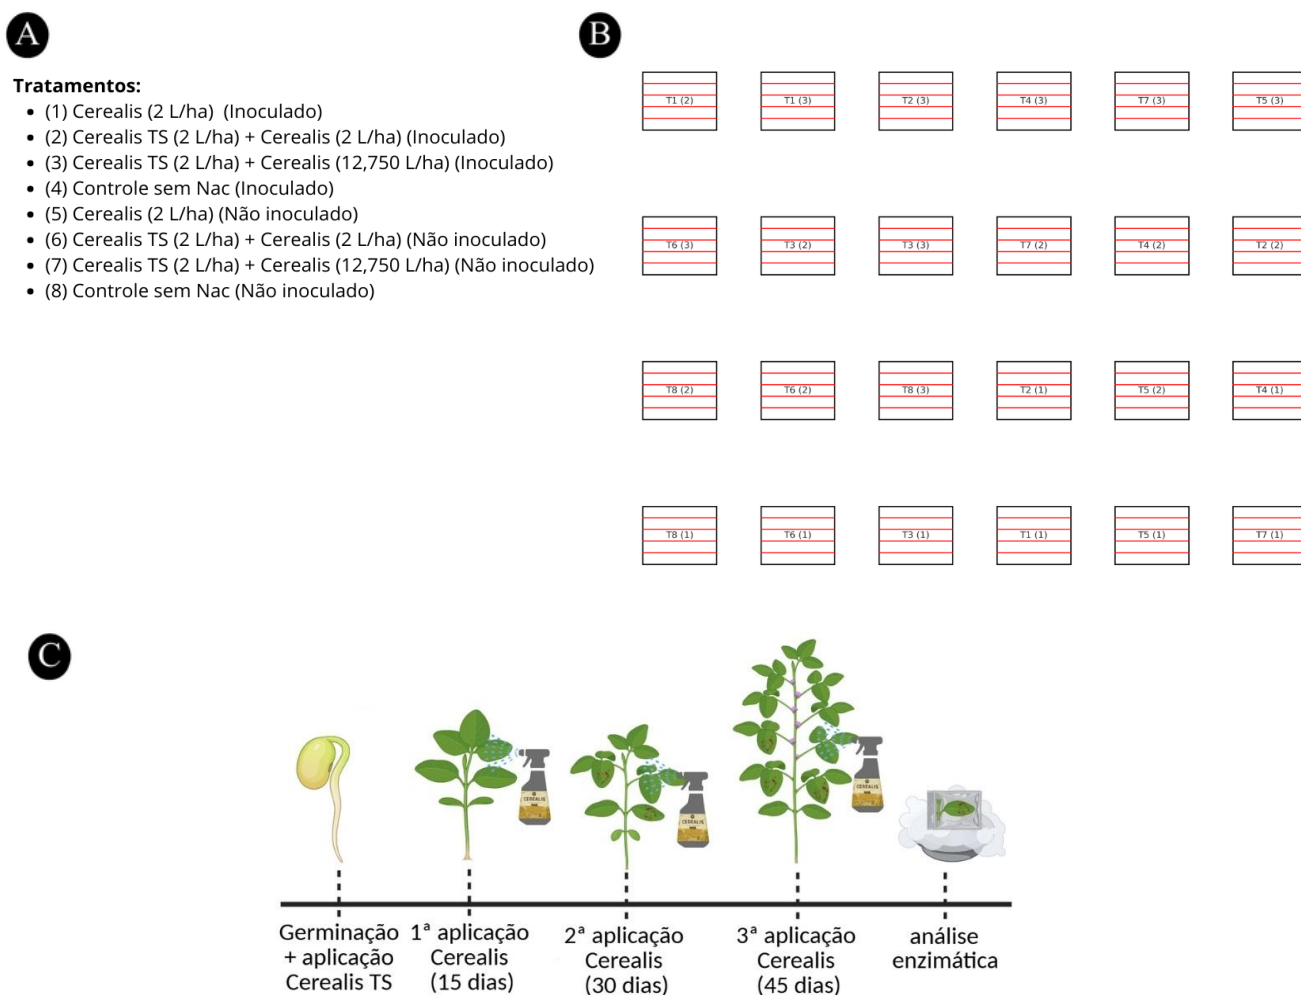 A
Tratamentos:
• (1) Cerealis (2 L/ha) (Inoculado)
• (2) Cerealis TS (2 L/ha) + Cerealis (2 L/ha) (Inoculado)
• (3) Cerealis TS (2 L/ha) + Cerealis (12,750 L/ha) (Inoculado)
• (4) Controle sem Nac (Inoculado)
• (5) Cerealis (2 L/ha) (Não inoculado)
• (6) Cerealis TS (2 L/ha) + Cerealis (2 L/ha) (Não inoculado)
• (7) Cerealis TS (2 L/ha) + Cerealis (12,750 L/ha) (Não inoculado)
• (8) Controle sem Nac (Não inoculado)
B
T1 (2) T1 (3) T2 (3) T4 (3) T7 (3) T5 (3)
T6 (3) T3 (2) T3 (3) T7 (2) T4 (2) T2 (2)
T8 (2) T6 (2) T8 (3) T2 (1) T5 (2) T4 (1)
T8 (1) T6 (1) T3 (1) T1 (1) T5 (1) T7 (1)
C
CEREALIS
CEREALIS
CEREALIS
Germinação
+ aplicação
Cerealis TS
1ª aplicação
Cerealis
(15 dias)
2ª aplicação
Cerealis
(30 dias)
3ª aplicação
Cerealis
(45 dias)
análise
enzimática